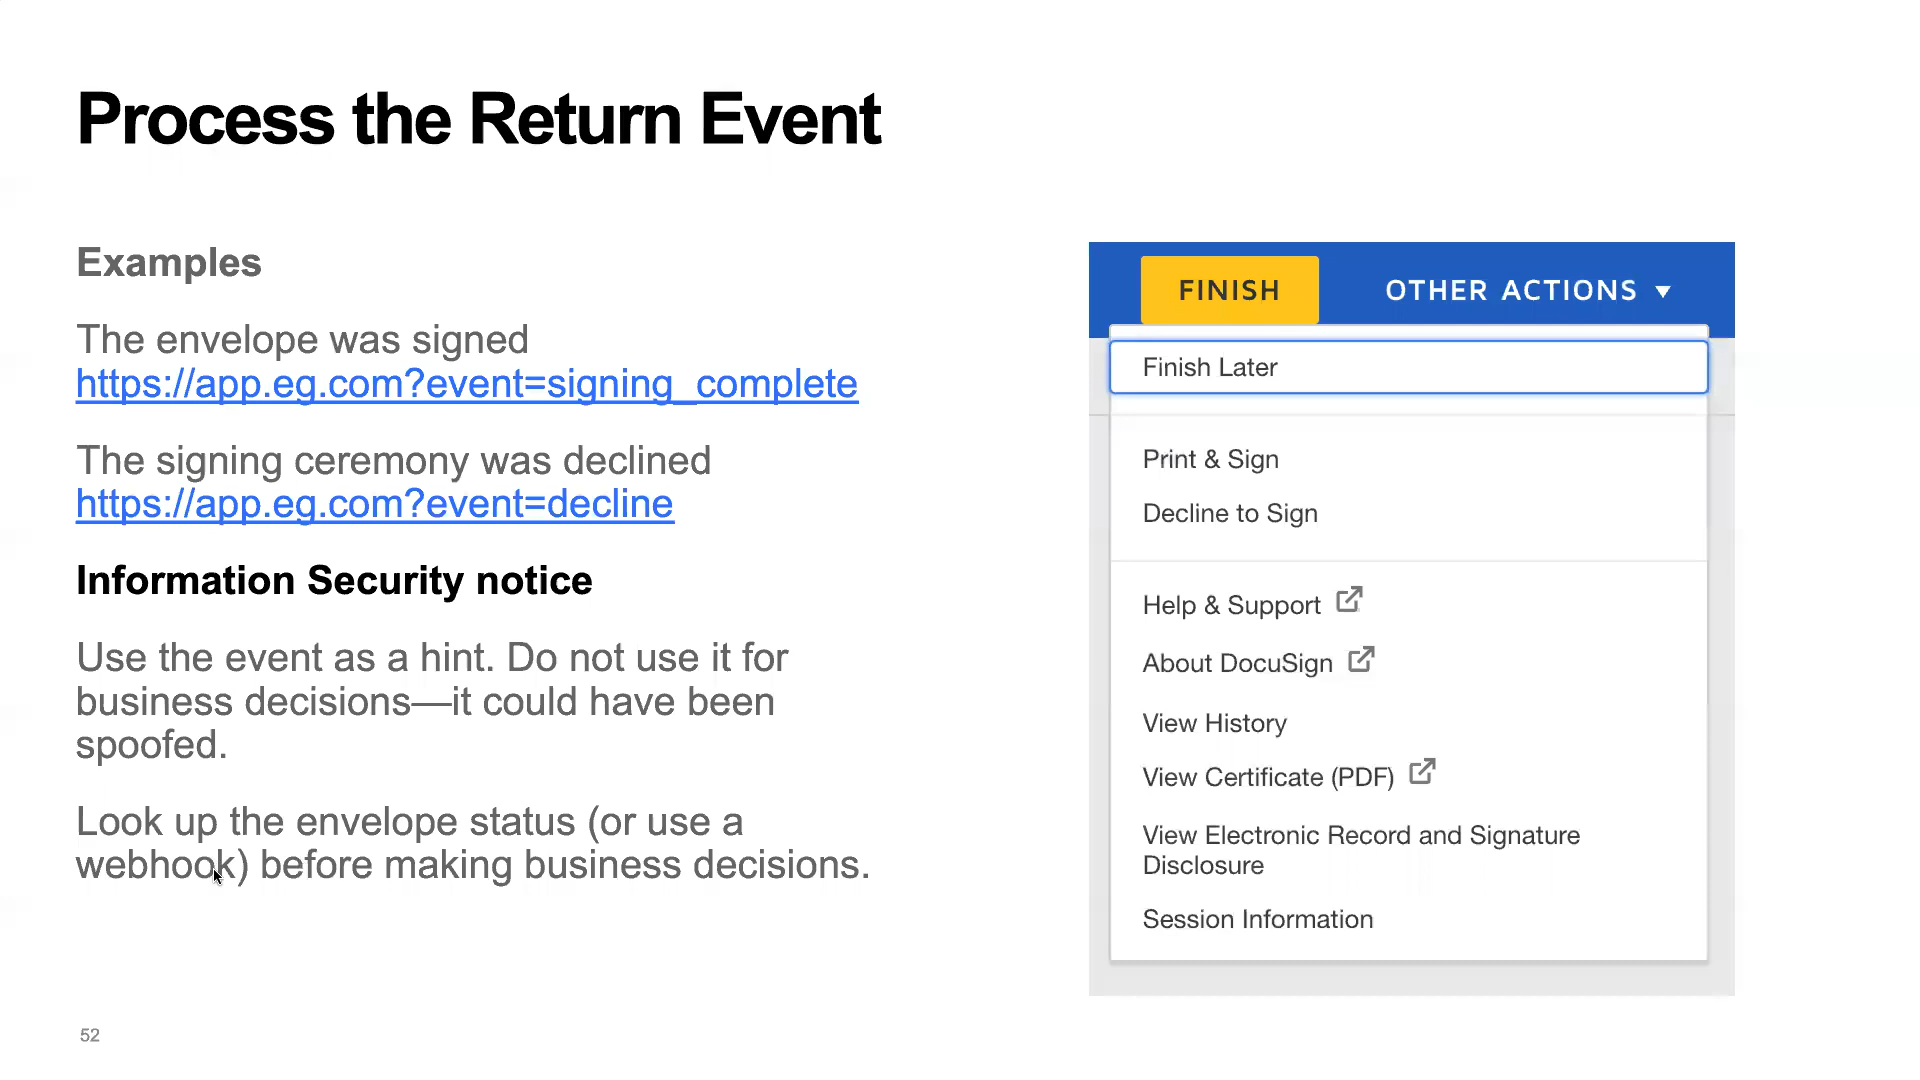 Process the Return Event
Examples
The envelope was signed
https://app.eg.com?event=signing_complete
The signing ceremony was declined
https://app.eg.com?event=decline
Information Security notice
Use the event as a hint. Do not use it for
business decisions—it could have been
spoofed.
Look up the envelope status (or use a
webhook) before making business decisions.
FINISH
OTHER ACTIONS
Finish Later
Print & Sign
Decline to Sign
Help & Support
About DocuSign
View History
View Certificate (PDF)
View Electronic Record and Signature
Disclosure
Session Information
52